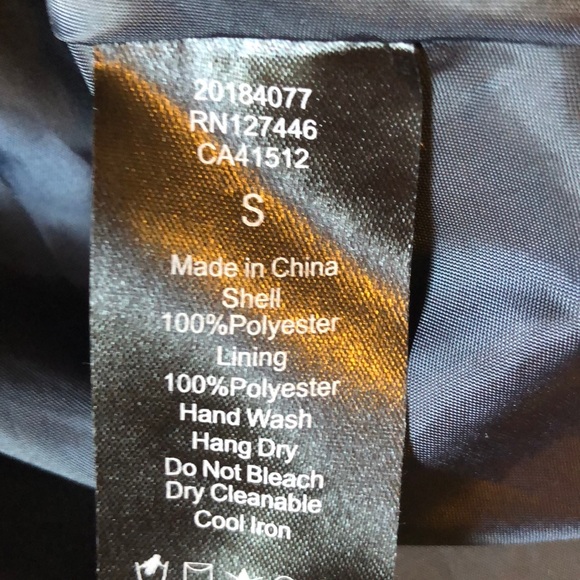 20184077
RN127446
CA41512
S
Made in China
Shell
100%Polyester
Lining
100%Polyester
Hand Wash
Hang Dry
Do Not Bleach
Dry Cleanable
Cool Iron